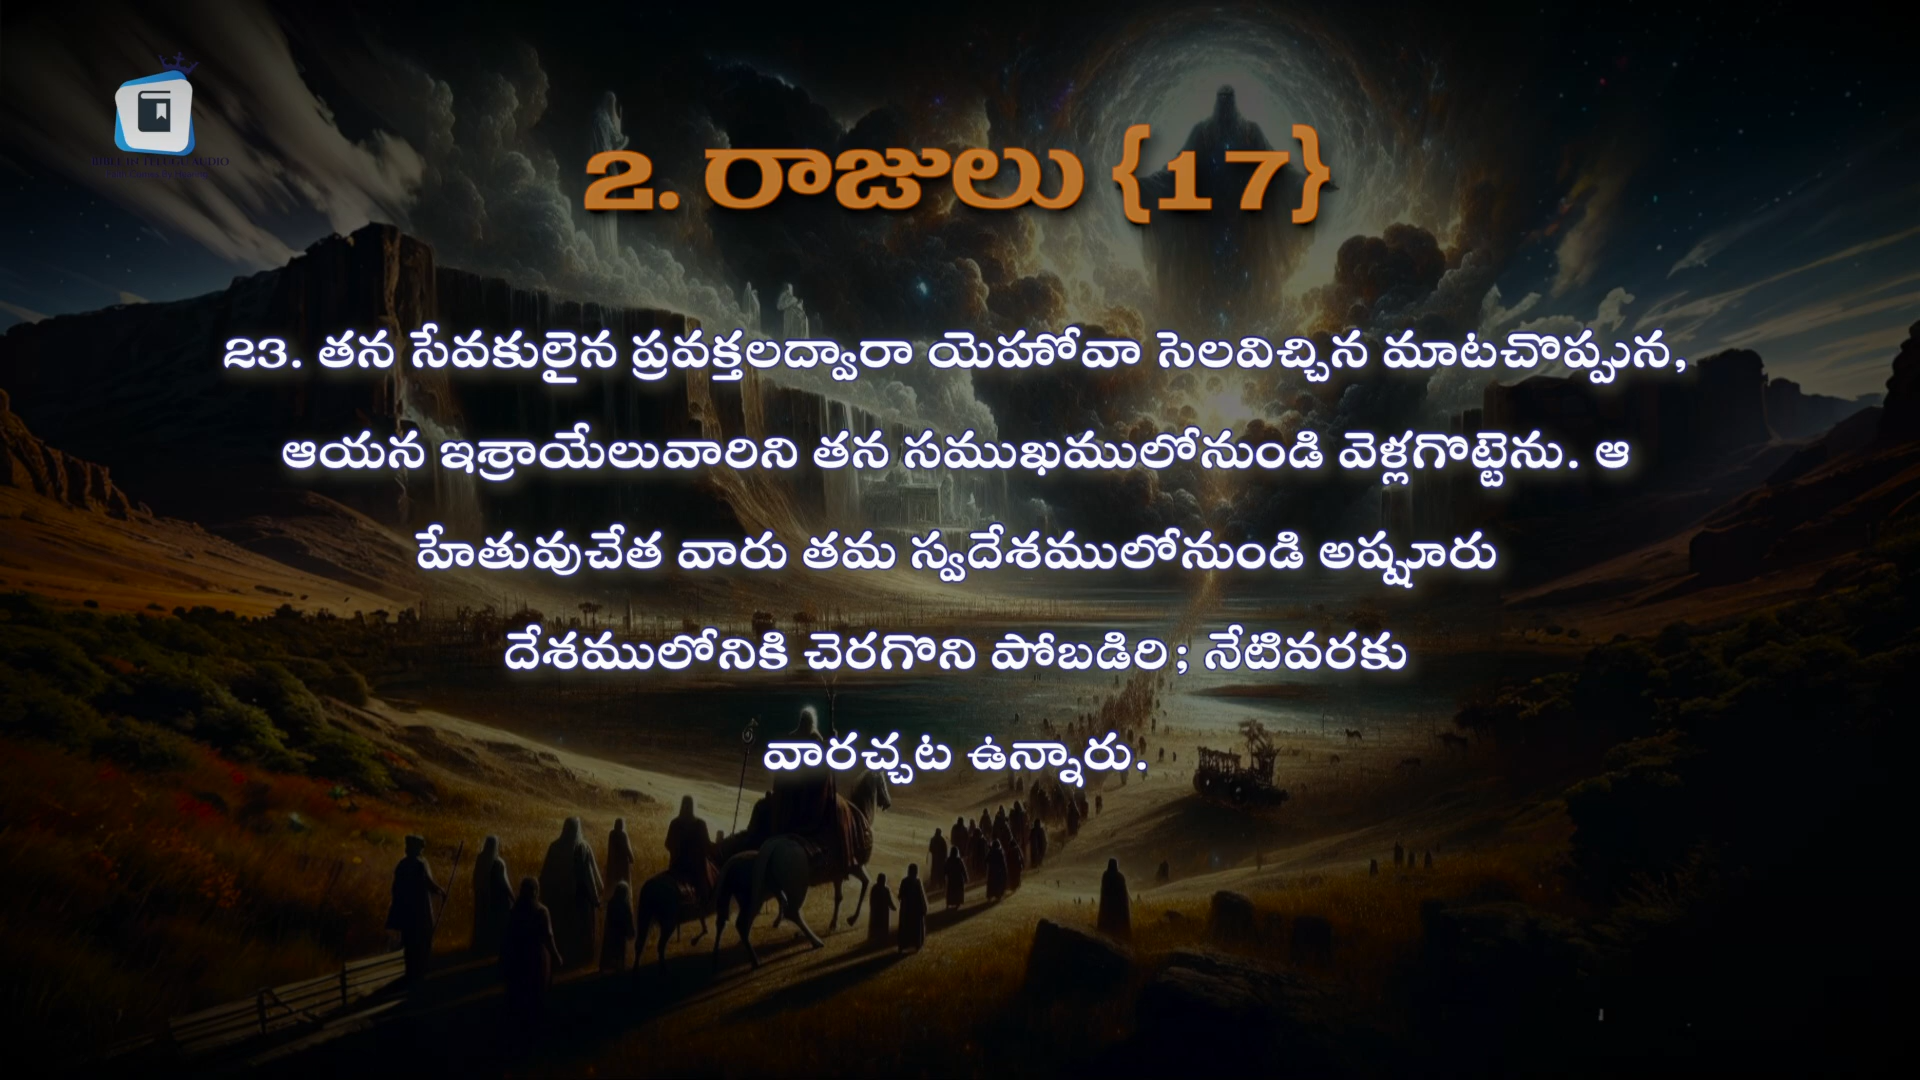 2. రాజులు {17}
23. తన సేవకులైన ప్రవక్తలద్వారా యెహోవా సెలవిచ్చిన మాటచొప్పున,
ఆయన ఇశ్రాయేలువారిని తన సముఖములోనుండి వెళ్లగొట్టెను. ఆ
హేతువుచేత వారు తమ స్వదేశములోనుండి అష్షూరు
దేశములోనికి చెరగొని పోబడిరి; నేటివరకు
వారచ్చట ఉన్నారు.